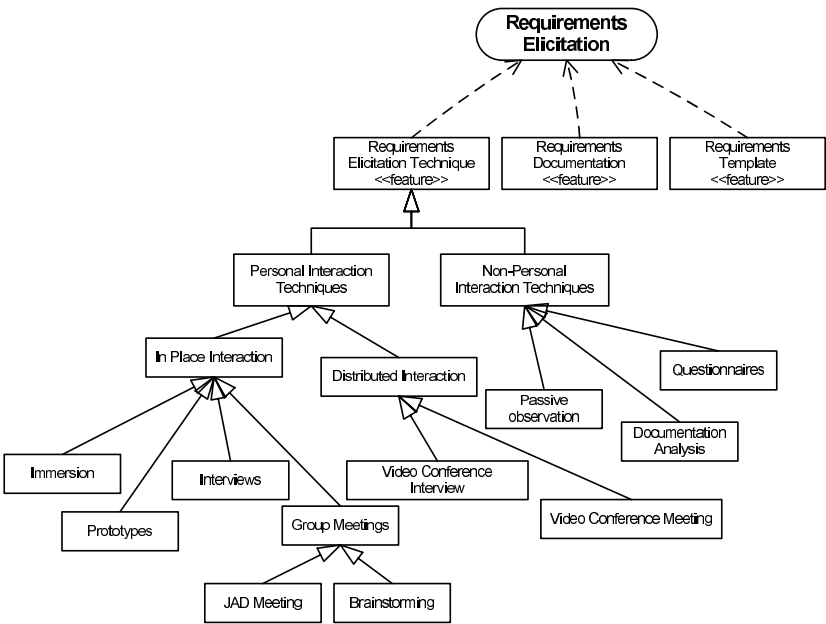 Requirements
Elicitation
Requirements
Elicitation Technique
<<feature>>
Requirements
Documentation
<<feature>>
Requirements
Template
<<feature>>
Personal Interaction
Techniques
Non-Personal
Interaction Techniques
In Place Interaction
Distributed Interaction
Questionnaires
Passive
observation
Documentation
Analysis
Immersion
Interviews
Video Conference
Interview
Prototypes
Group Meetings
Video Conference Meeting
JAD Meeting
Brainstorming